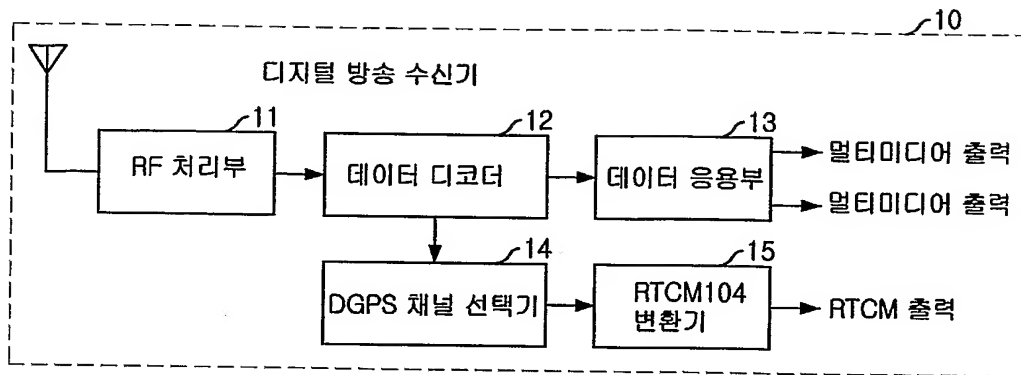 10
디지털 방송 수신기
11
RF 처리부
12
데이터 디코더
13
데이터 응용부
멀티미디어 출력
멀티미디어 출력
14
DGPS 채널 선택기
15
RTCM104
변환기
RTCM 출력